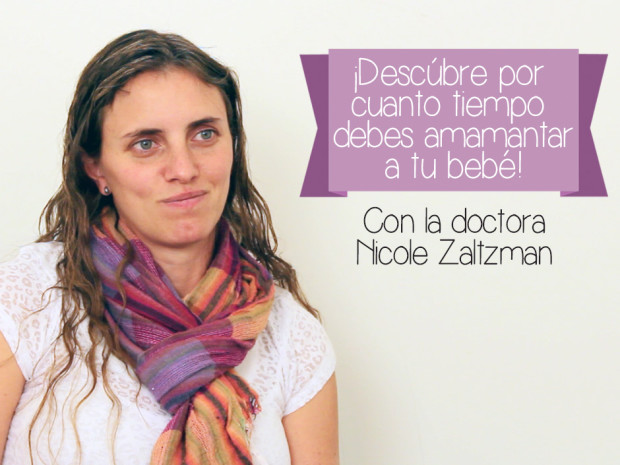 ¡Descúbre por
cuanto tiempo
debes amamantar
a tu bebé!
Con la doctora
Nicole Zaltzman